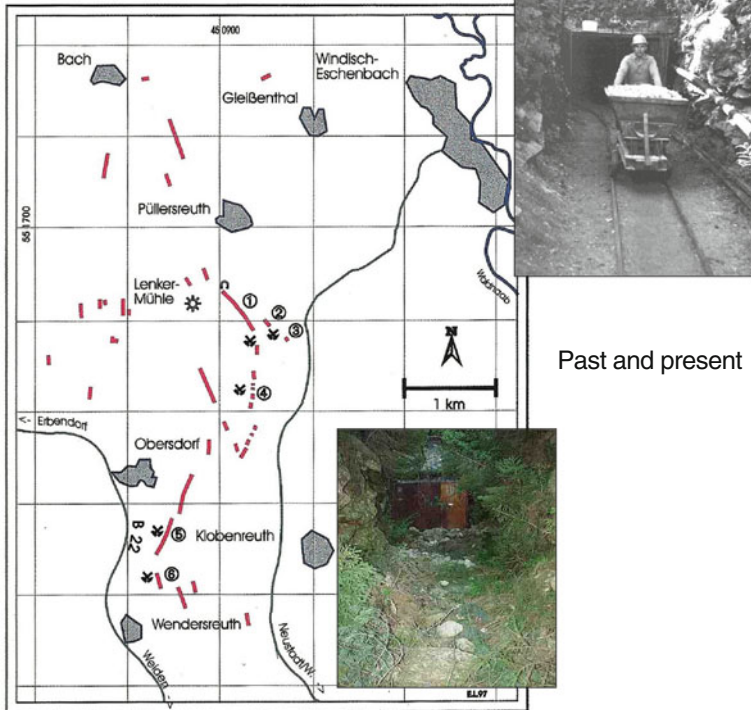 45 0900
Bach
Windisch-
Eschenbach
Gleißenthal
Püllersreuth
55 1700
Lenker-
Mühle
Waldnaab
①
②
③
N
1 km
④
<- Erbendorf
Obersdorf
B 22
⑤
Klobenreuth
⑥
Wendersreuth
Weiden ->
Neustadt/W. ->
E.L.97
Past and present